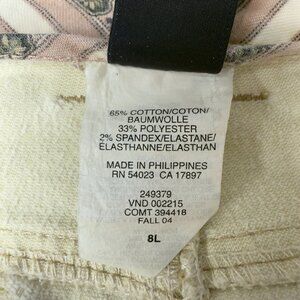 65% COTTON/COTON/
BAUMWOLLE
33% POLYESTER
2% SPANDEX/ELASTANE/
ELASTHANNE/ELASTHAN
MADE IN PHILIPPINES
RN 54023 CA 17897
249379
VND 002215
COMT 394418
FALL 04
8L